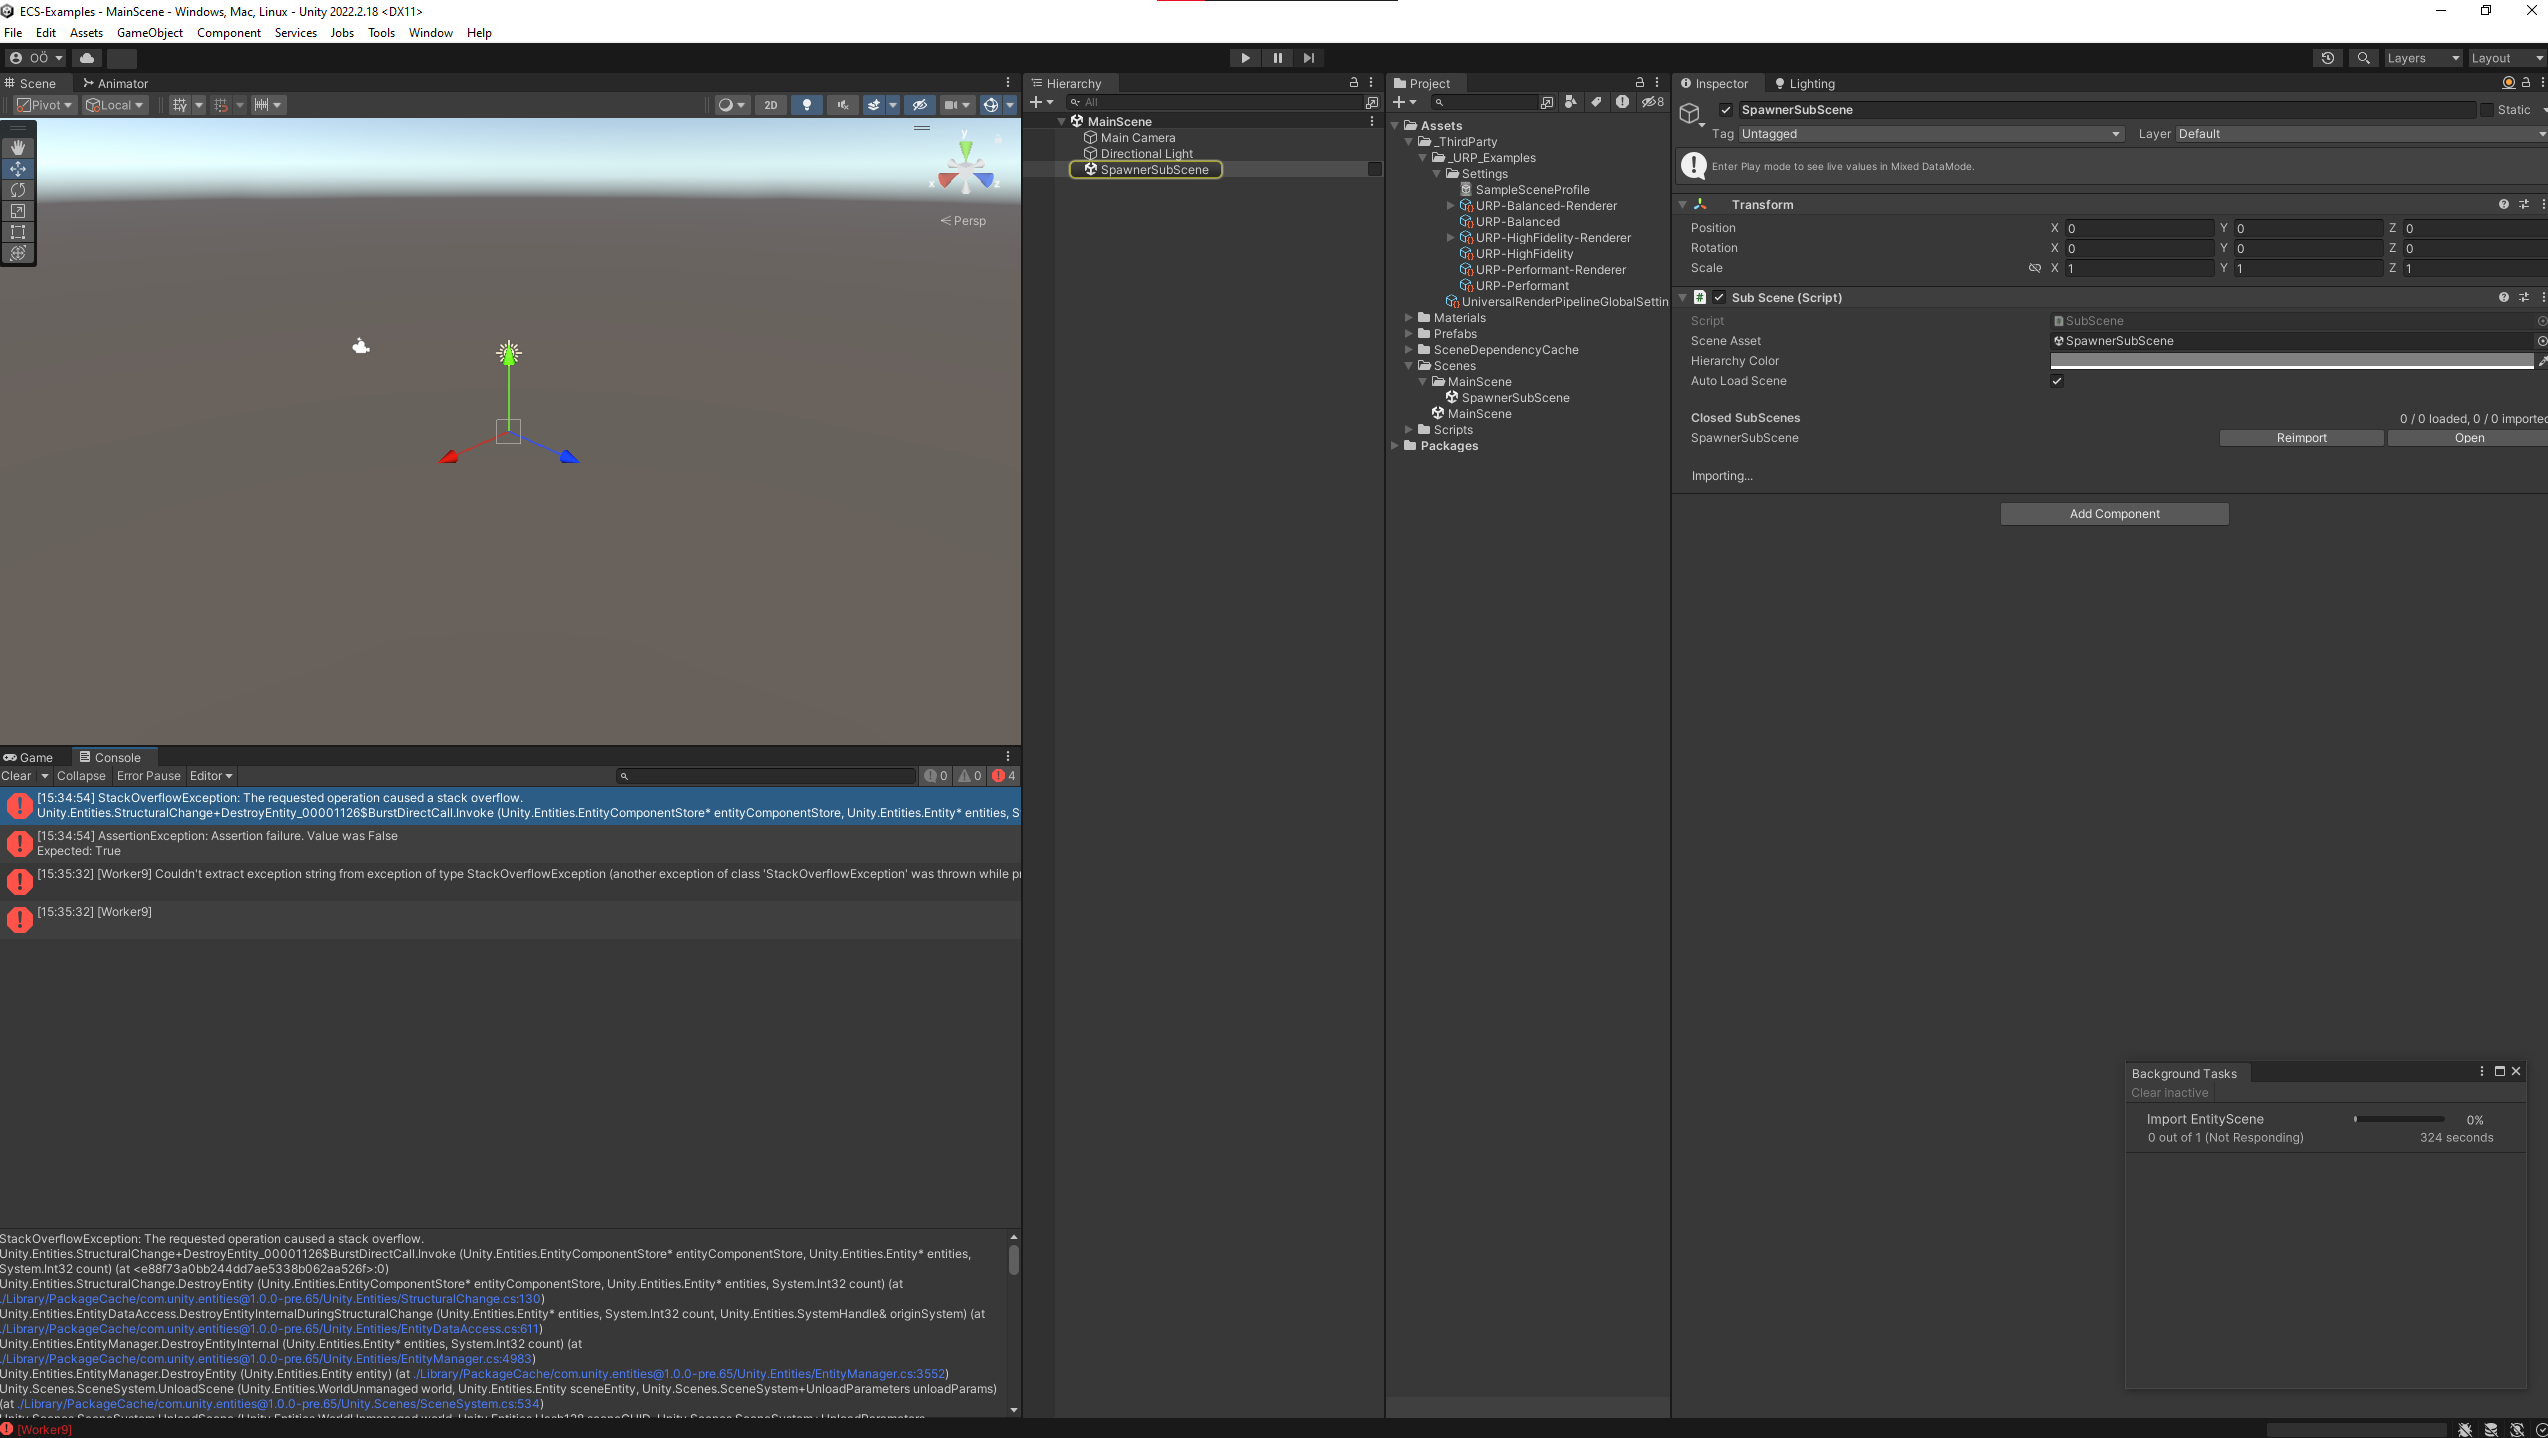 ECS-Examples - MainScene - Windows, Mac, Linux - Unity 2022.2.18 <DX11>
File Edit Assets GameObject Component Services Jobs Tools Window Help
OÖ
Layers
Layout
Scene
Animator
Pivot
Local
2D
y
x
z
Persp
Hierarchy
All
MainScene
Main Camera
Directional Light
SpawnerSubScene
Project
8
Assets
_ThirdParty
_URP_Examples
Settings
SampleSceneProfile
URP-Balanced-Renderer
URP-Balanced
URP-HighFidelity-Renderer
URP-HighFidelity
URP-Performant-Renderer
URP-Performant
UniversalRenderPipelineGlobalSettin
Materials
Prefabs
SceneDependencyCache
Scenes
MainScene
SpawnerSubScene
MainScene
Scripts
Packages
Inspector
Lighting
SpawnerSubScene
Static
Tag Untagged
Layer Default
Enter Play mode to see live values in Mixed DataMode.
Transform
Position X 0 Y 0 Z 0
Rotation X 0 Y 0 Z 0
Scale X 1 Y 1 Z 1
Sub Scene (Script)
Script SubScene
Scene Asset SpawnerSubScene
Hierarchy Color
Auto Load Scene
Closed SubScenes
0 / 0 loaded, 0 / 0 imported
SpawnerSubScene Reimport Open
Importing...
Add Component
Game
Console
Clear Collapse Error Pause Editor
0 0 4
[15:34:54] StackOverflowException: The requested operation caused a stack overflow.
Unity.Entities.StructuralChange+DestroyEntity_00001126$BurstDirectCall.Invoke (Unity.Entities.EntityComponentStore* entityComponentStore, Unity.Entities.Entity* entities, S
[15:34:54] AssertionException: Assertion failure. Value was False
Expected: True
[15:35:32] [Worker9] Couldn't extract exception string from exception of type StackOverflowException (another exception of class 'StackOverflowException' was thrown while pr
[15:35:32] [Worker9]
StackOverflowException: The requested operation caused a stack overflow.
Unity.Entities.StructuralChange+DestroyEntity_00001126$BurstDirectCall.Invoke (Unity.Entities.EntityComponentStore* entityComponentStore, Unity.Entities.Entity* entities,
System.Int32 count) (at <e88f73a0bb244dd7ae5338b062aa526f>:0)
Unity.Entities.StructuralChange.DestroyEntity (Unity.Entities.EntityComponentStore* entityComponentStore, Unity.Entities.Entity* entities, System.Int32 count) (at
./Library/PackageCache/com.unity.entities@1.0.0-pre.65/Unity.Entities/StructuralChange.cs:130)
Unity.Entities.EntityDataAccess.DestroyEntityInternalDuringStructuralChange (Unity.Entities.Entity* entities, System.Int32 count, Unity.Entities.SystemHandle& originSystem) (at
./Library/PackageCache/com.unity.entities@1.0.0-pre.65/Unity.Entities/EntityDataAccess.cs:611)
Unity.Entities.EntityManager.DestroyEntityInternal (Unity.Entities.Entity* entities, System.Int32 count) (at
./Library/PackageCache/com.unity.entities@1.0.0-pre.65/Unity.Entities/EntityManager.cs:4983)
Unity.Entities.EntityManager.DestroyEntity (Unity.Entities.Entity entity) (at ./Library/PackageCache/com.unity.entities@1.0.0-pre.65/Unity.Entities/EntityManager.cs:3552)
Unity.Scenes.SceneSystem.UnloadScene (Unity.Entities.WorldUnmanaged world, Unity.Entities.Entity sceneEntity, Unity.Scenes.SceneSystem+UnloadParameters unloadParams)
(at ./Library/PackageCache/com.unity.entities@1.0.0-pre.65/Unity.Scenes/SceneSystem.cs:534)
Unity.Scenes.SceneSystem.UnloadScene (Unity.Entities.WorldUnmanaged world, Unity.Entities.Hash128 sceneGUID, Unity.Scenes.SceneSystem+UnloadParameters
Background Tasks
Clear inactive
Import EntityScene 0%
0 out of 1 (Not Responding) 324 seconds
[Worker9]